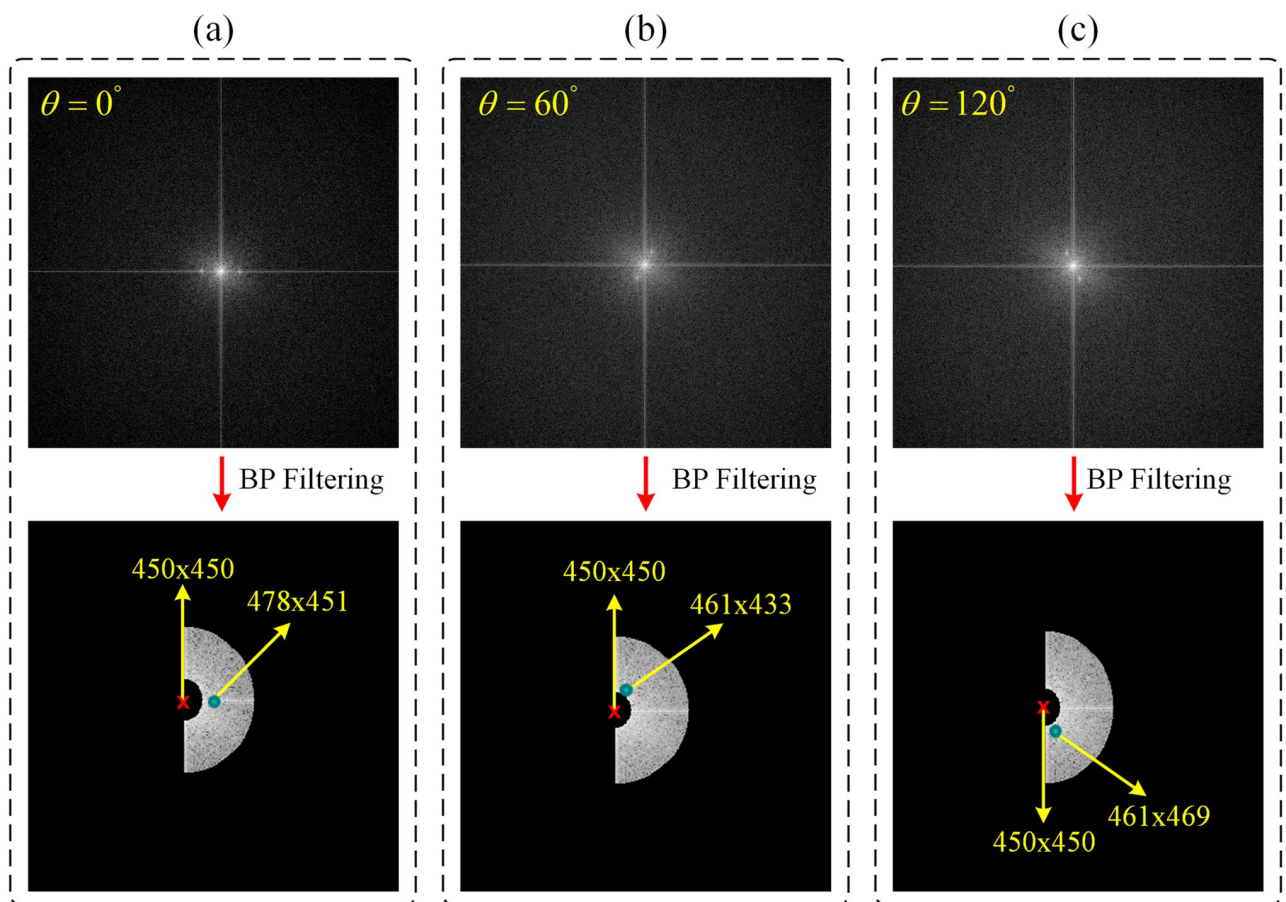 (a)
(b)
(c)
θ = 0°
θ = 60°
θ = 120°
BP Filtering
BP Filtering
BP Filtering
450x450
478x451
x
450x450
461x433
x
x
461x469
450x450